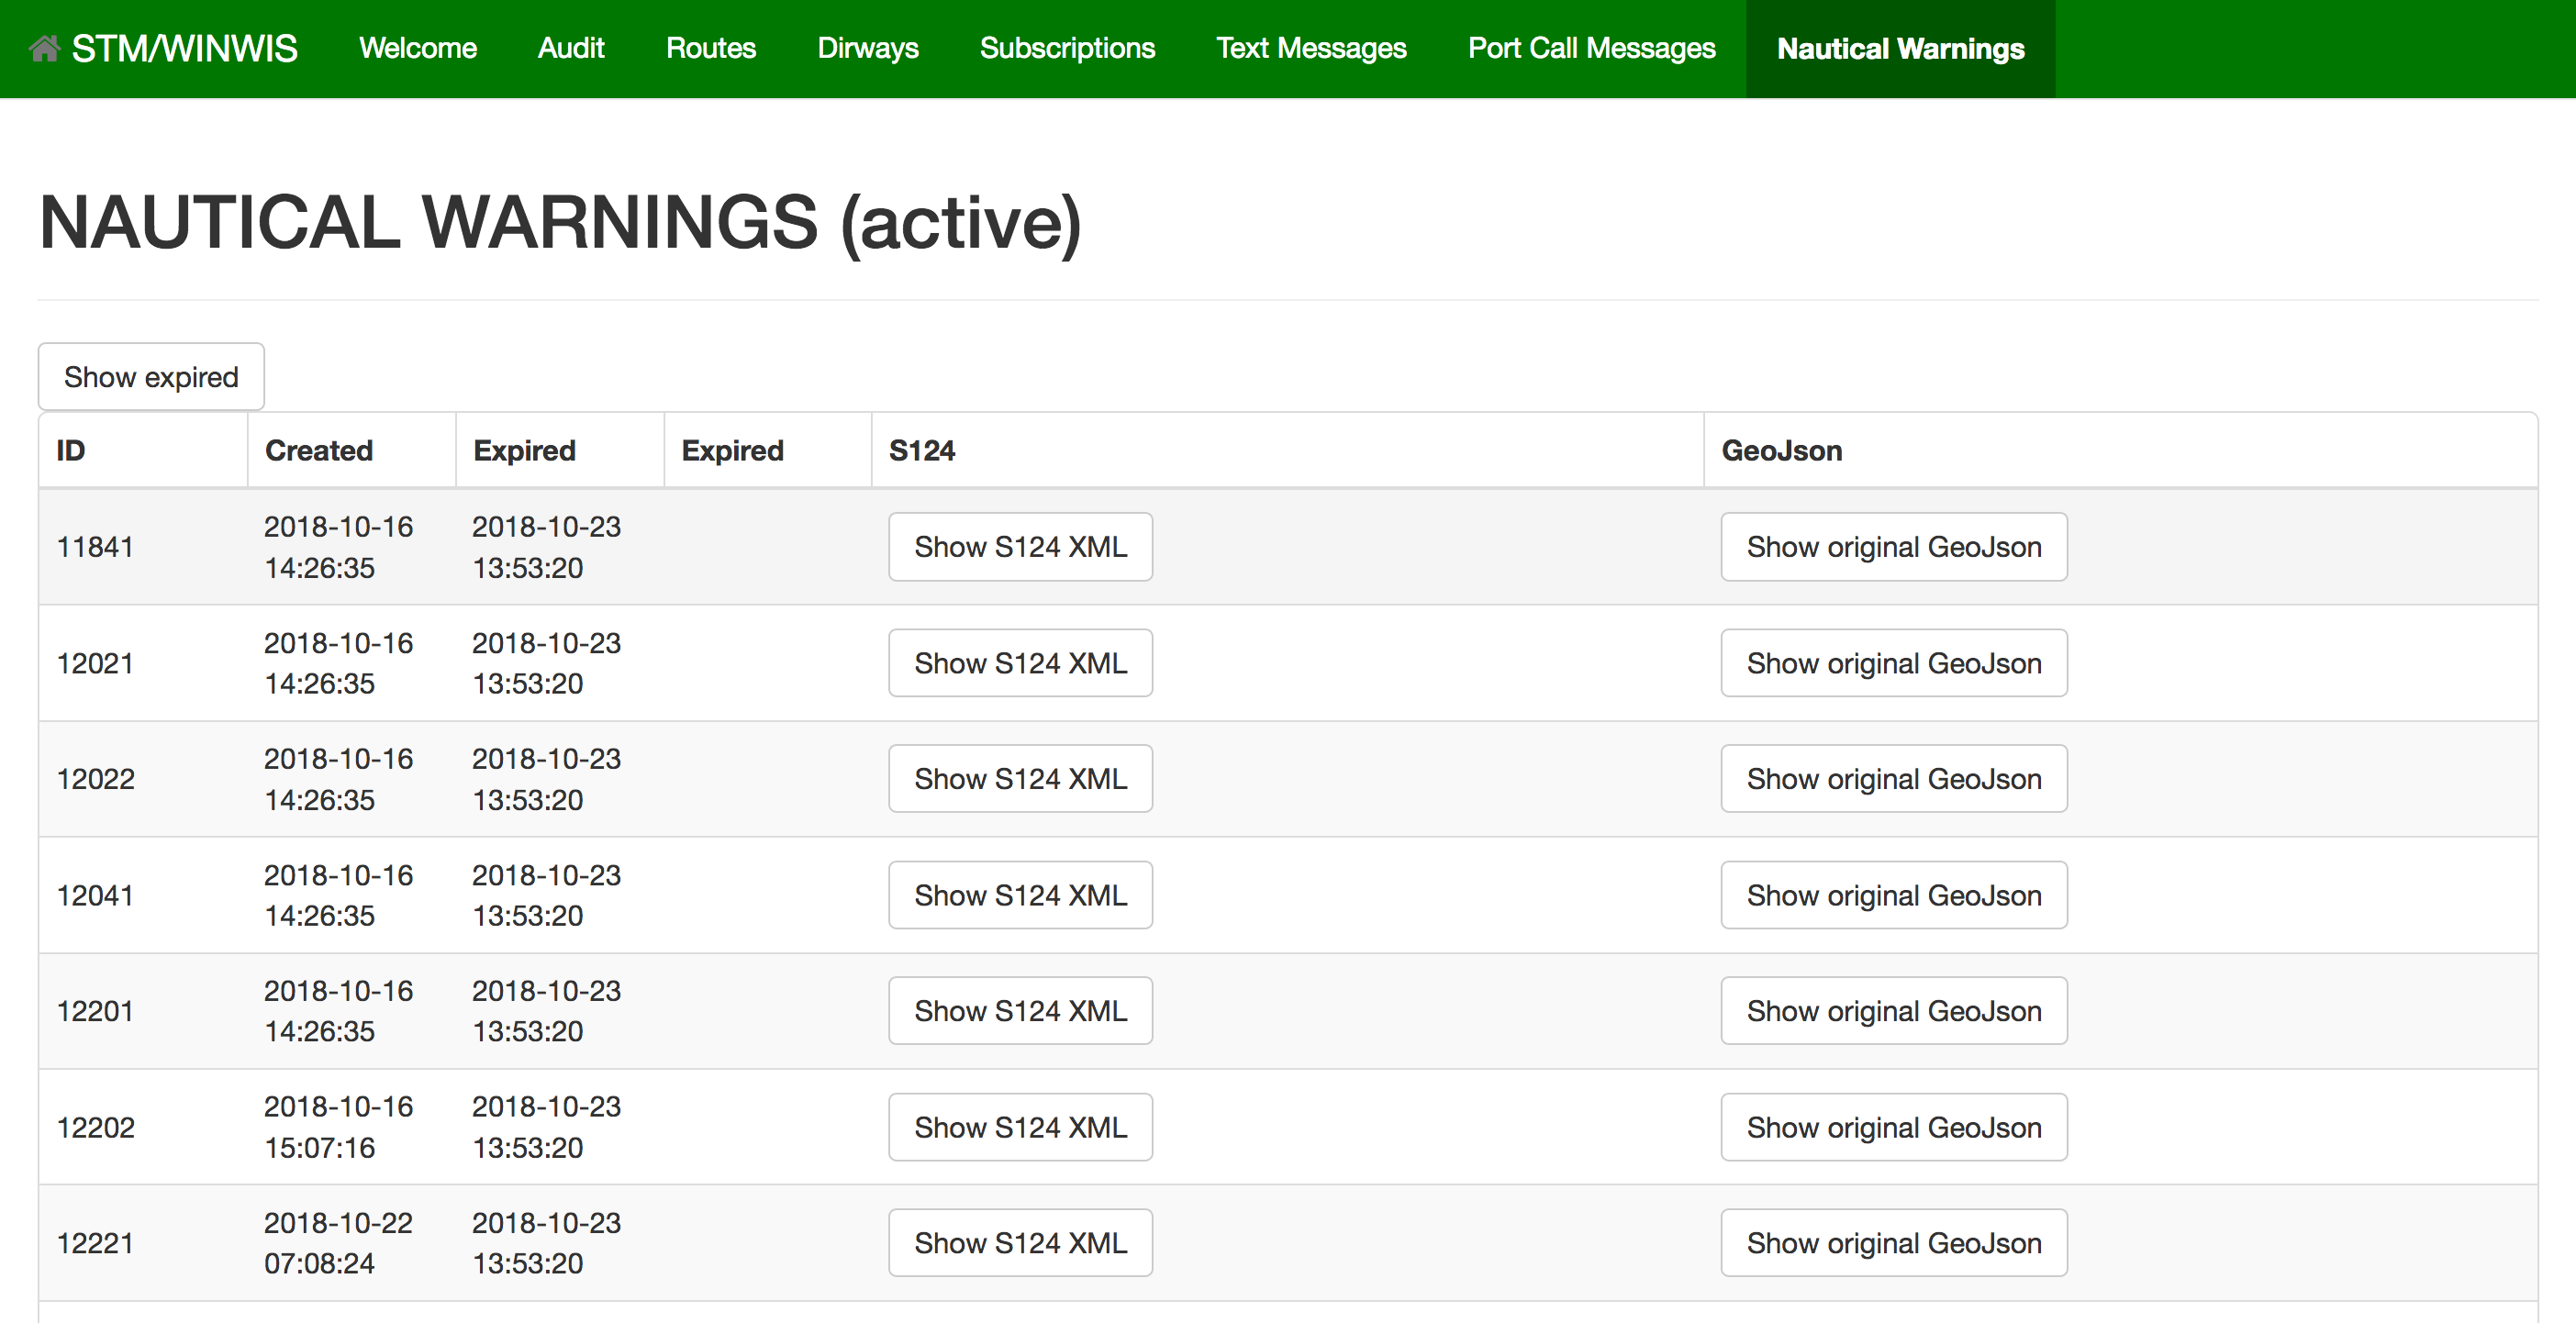 STM/WINWIS Welcome Audit Routes Dirways Subscriptions Text Messages Port Call Messages Nautical Warnings
NAUTICAL WARNINGS (active)
Show expired
ID Created Expired Expired S124 GeoJson
11841 2018-10-16 14:26:35 2018-10-23 13:53:20 Show S124 XML Show original GeoJson
12021 2018-10-16 14:26:35 2018-10-23 13:53:20 Show S124 XML Show original GeoJson
12022 2018-10-16 14:26:35 2018-10-23 13:53:20 Show S124 XML Show original GeoJson
12041 2018-10-16 14:26:35 2018-10-23 13:53:20 Show S124 XML Show original GeoJson
12201 2018-10-16 14:26:35 2018-10-23 13:53:20 Show S124 XML Show original GeoJson
12202 2018-10-16 15:07:16 2018-10-23 13:53:20 Show S124 XML Show original GeoJson
12221 2018-10-22 07:08:24 2018-10-23 13:53:20 Show S124 XML Show original GeoJson